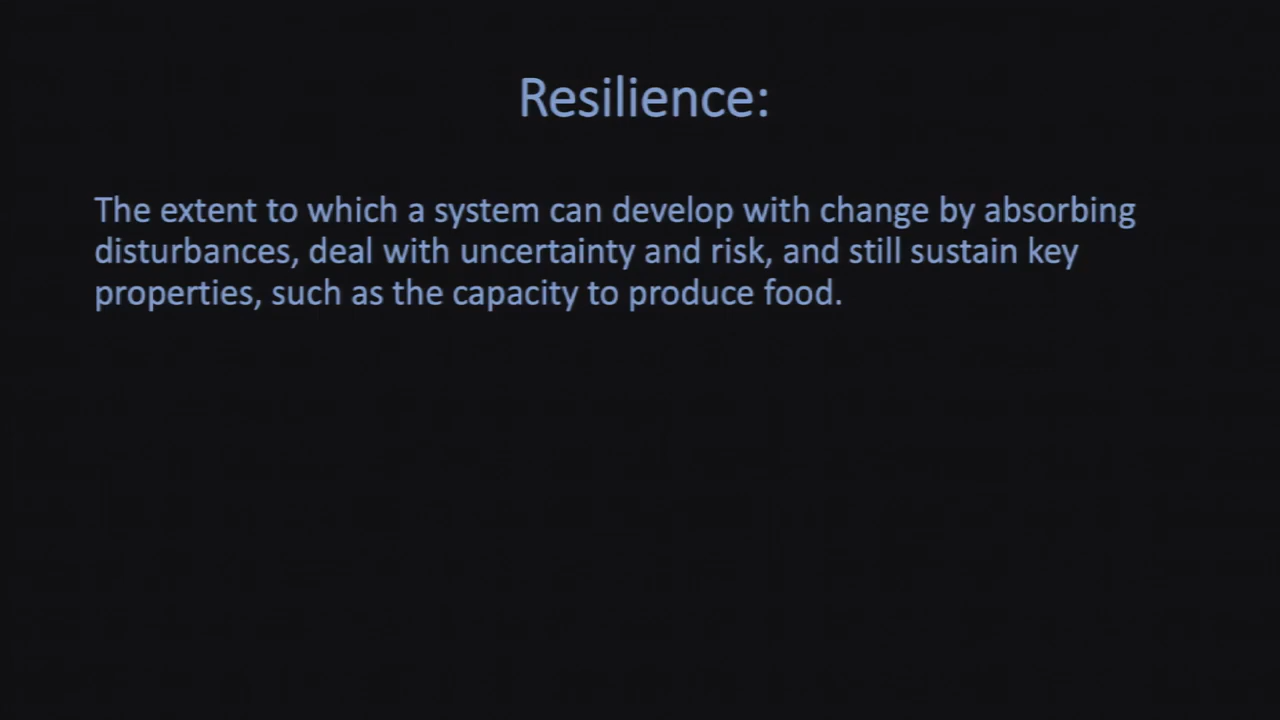 Resilience:
The extent to which a system can develop with change by absorbing
disturbances, deal with uncertainty and risk, and still sustain key
properties, such as the capacity to produce food.